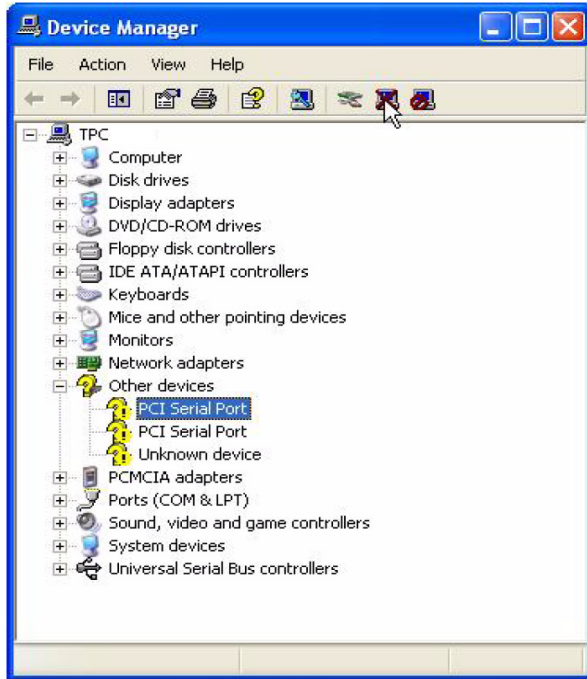 Device Manager
File Action View Help
TPC
Computer
Disk drives
Display adapters
DVD/CD-ROM drives
Floppy disk controllers
IDE ATA/ATAPI controllers
Keyboards
Mice and other pointing devices
Monitors
Network adapters
Other devices
PCI Serial Port
PCI Serial Port
Unknown device
PCMCIA adapters
Ports (COM & LPT)
Sound, video and game controllers
System devices
Universal Serial Bus controllers